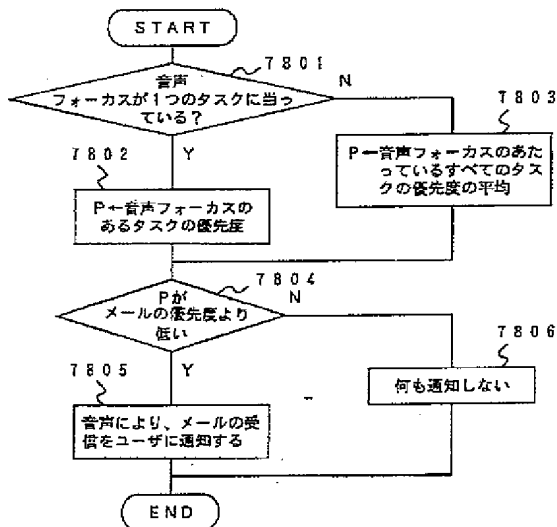 START
7801
音声
フォーカスが1つのタスクに当っ
ている?
N
7803
7802
Y
P←音声フォーカスのあた
っているすべてのタス
クの優先度の平均
P←音声フォーカスの
あるタスクの優先度
7804
Pが
メールの優先度より
低い
N
7806
7805
Y
何も通知しない
音声により、メールの受
信をユーザに通知する
END